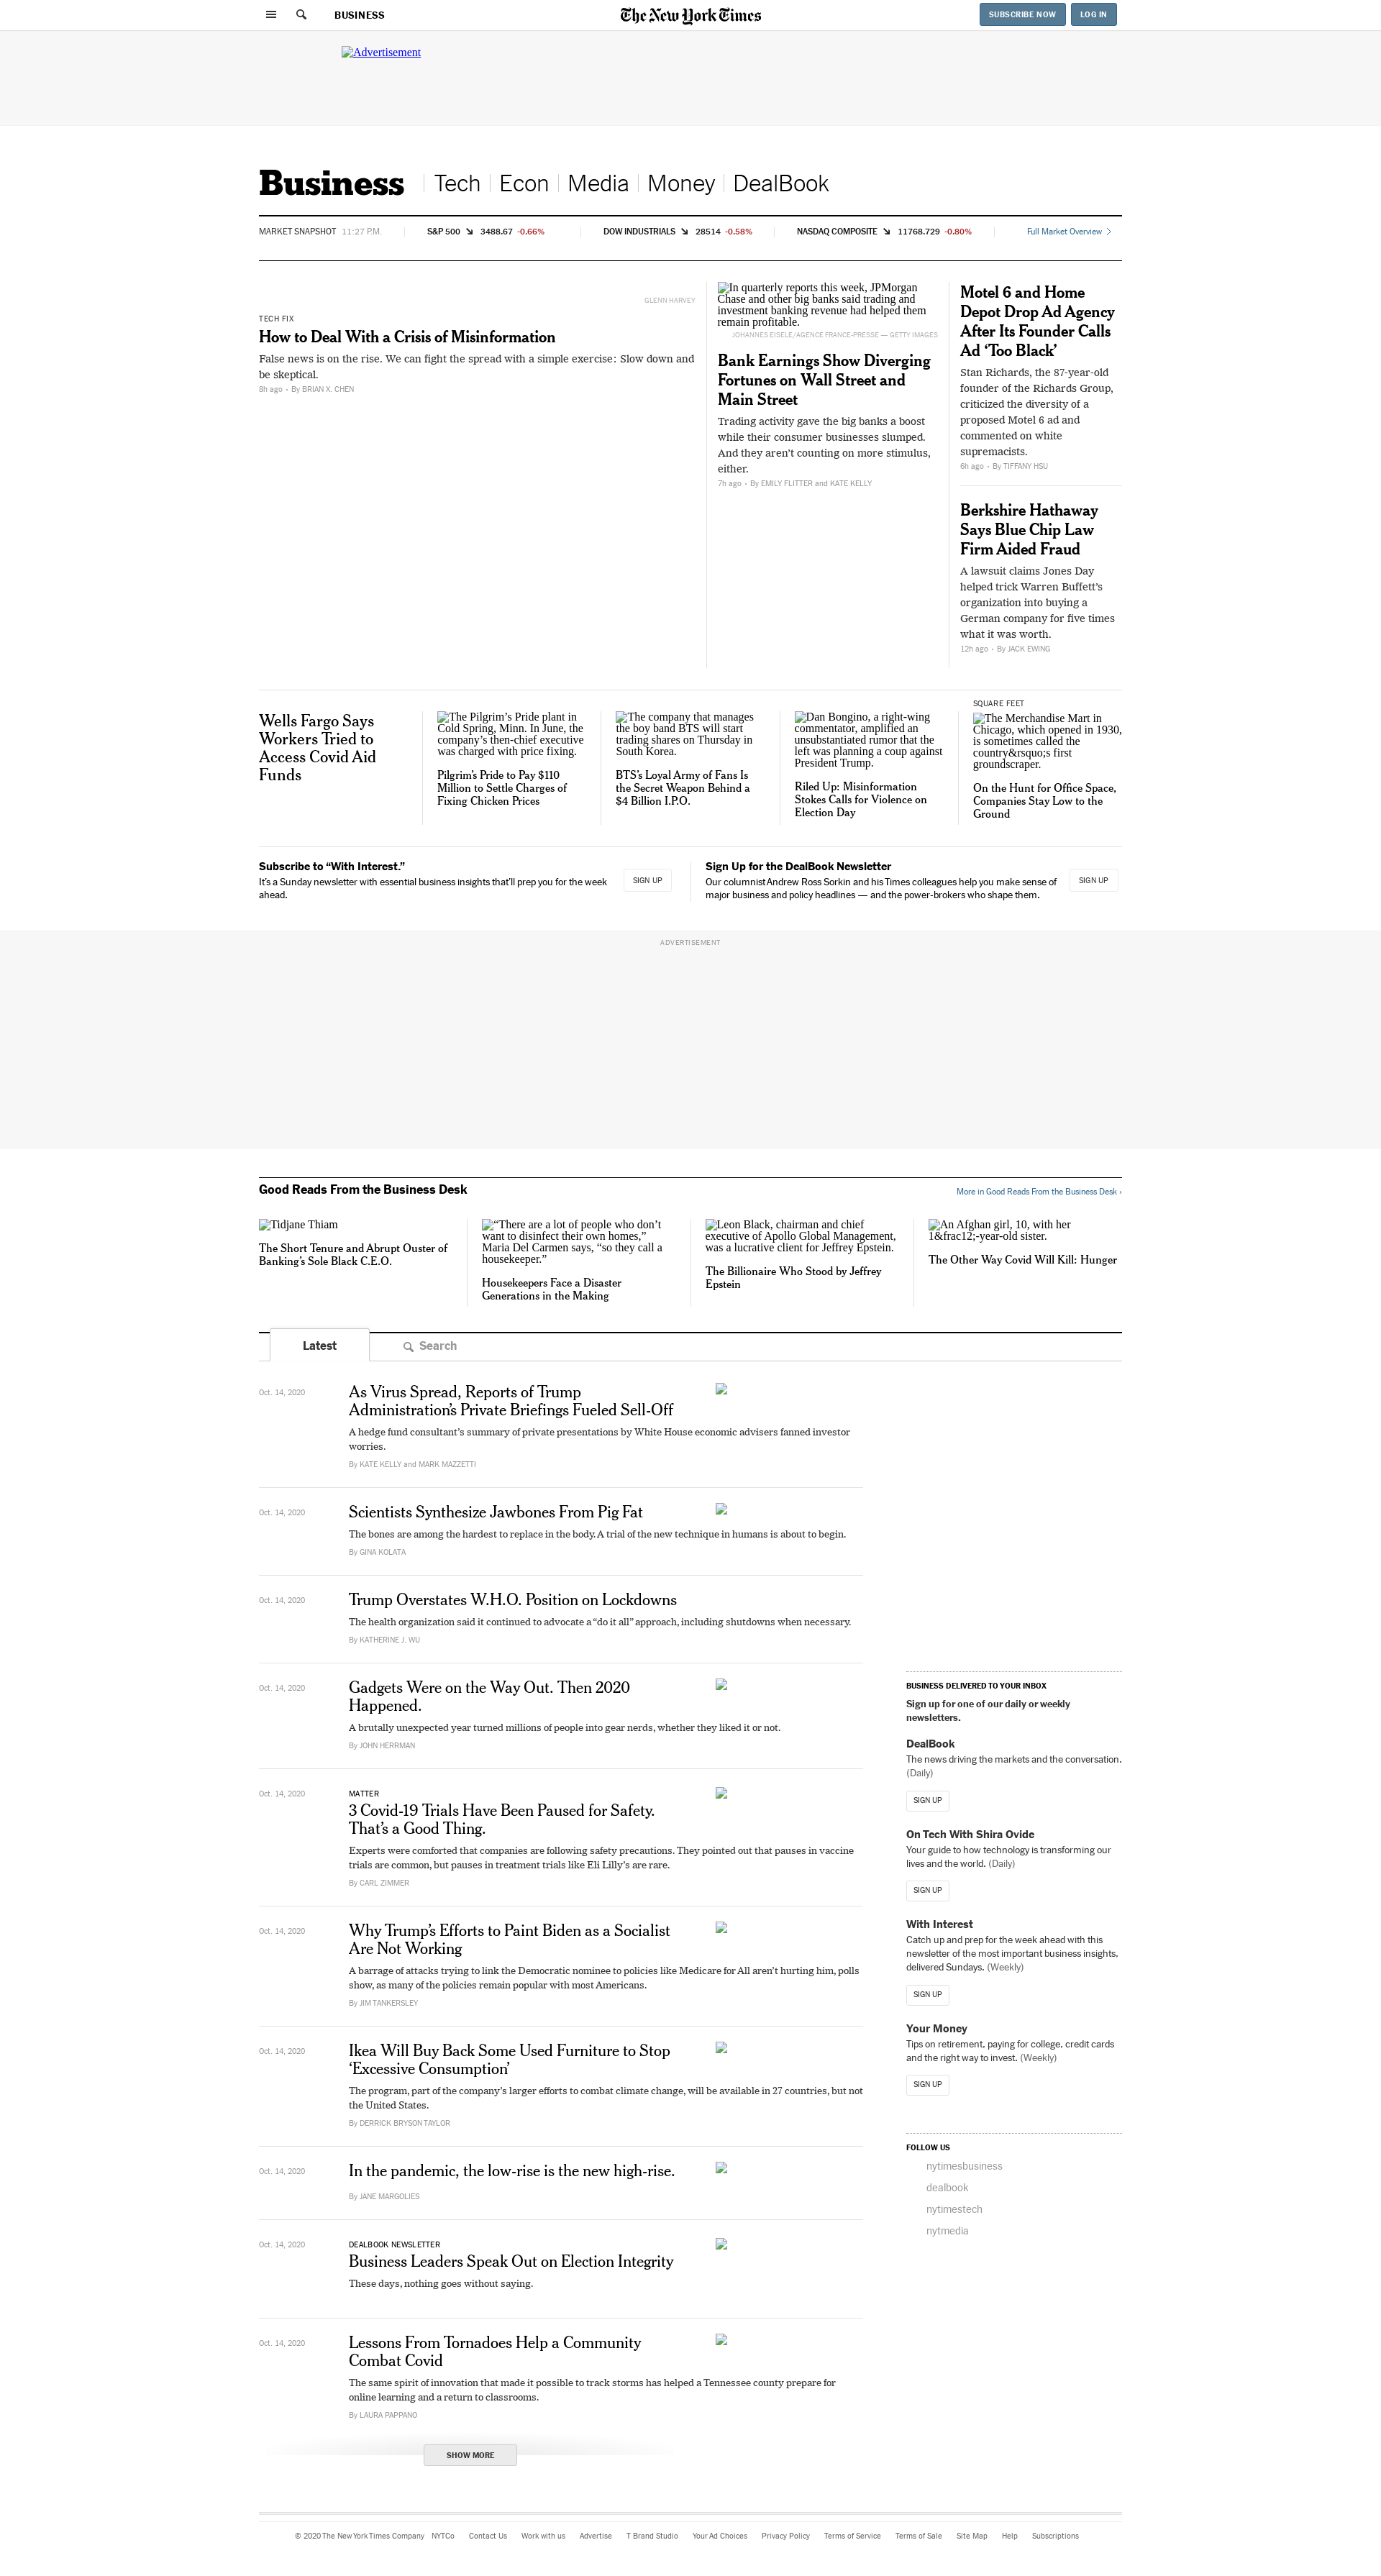 BUSINESS
The New York Times
SUBSCRIBE NOW
LOG IN
Advertisement
Business
Tech
Econ
Media
Money
DealBook
MARKET SNAPSHOT 11:27 P.M.
S&P 500 3488.67 -0.66%
DOW INDUSTRIALS 28514 -0.58%
NASDAQ COMPOSITE 11768.729 -0.80%
Full Market Overview
GLENN HARVEY
TECH FIX
How to Deal With a Crisis of Misinformation
False news is on the rise. We can fight the spread with a simple exercise: Slow down and
be skeptical.
8h ago • By BRIAN X. CHEN
In quarterly reports this week, JPMorgan
Chase and other big banks said trading and
investment banking revenue had helped them
remain profitable.
JOHANNES EISELE/AGENCE FRANCE-PRESSE — GETTY IMAGES
Bank Earnings Show Diverging
Fortunes on Wall Street and
Main Street
Trading activity gave the big banks a boost
while their consumer businesses slumped.
And they aren't counting on more stimulus,
either.
7h ago • By EMILY FLITTER and KATE KELLY
Motel 6 and Home
Depot Drop Ad Agency
After Its Founder Calls
Ad ‘Too Black’
Stan Richards, the 87-year-old
founder of the Richards Group,
criticized the diversity of a
proposed Motel 6 ad and
commented on white
supremacists.
6h ago • By TIFFANY HSU
Berkshire Hathaway
Says Blue Chip Law
Firm Aided Fraud
A lawsuit claims Jones Day
helped trick Warren Buffett’s
organization into buying a
German company for five times
what it was worth.
12h ago • By JACK EWING
Wells Fargo Says
Workers Tried to
Access Covid Aid
Funds
The Pilgrim’s Pride plant in
Cold Spring, Minn. In June, the
company’s then-chief executive
was charged with price fixing.
Pilgrim’s Pride to Pay $110
Million to Settle Charges of
Fixing Chicken Prices
The company that manages
the boy band BTS will start
trading shares on Thursday in
South Korea.
BTS’s Loyal Army of Fans Is
the Secret Weapon Behind a
$4 Billion I.P.O.
Dan Bongino, a right-wing
commentator, amplified an
unsubstantiated rumor that the
left was planning a coup against
President Trump.
Riled Up: Misinformation
Stokes Calls for Violence on
Election Day
SQUARE FEET
The Merchandise Mart in
Chicago, which opened in 1930,
is sometimes called the
country&rsquo;s first
groundscraper.
On the Hunt for Office Space,
Companies Stay Low to the
Ground
Subscribe to “With Interest.”
It’s a Sunday newsletter with essential business insights that’ll prep you for the week
ahead.
SIGN UP
Sign Up for the DealBook Newsletter
Our columnist Andrew Ross Sorkin and his Times colleagues help you make sense of
major business and policy headlines — and the power-brokers who shape them.
SIGN UP
ADVERTISEMENT
Good Reads From the Business Desk
More in Good Reads From the Business Desk ›
Tidjane Thiam
The Short Tenure and Abrupt Ouster of
Banking’s Sole Black C.E.O.
“There are a lot of people who don’t
want to disinfect their own homes,”
Maria Del Carmen says, “so they call a
housekeeper.”
Housekeepers Face a Disaster
Generations in the Making
Leon Black, chairman and chief
executive of Apollo Global Management,
was a lucrative client for Jeffrey Epstein.
The Billionaire Who Stood by Jeffrey
Epstein
An Afghan girl, 10, with her
1&frac12;-year-old sister.
The Other Way Covid Will Kill: Hunger
Latest
Search
Oct. 14, 2020
As Virus Spread, Reports of Trump
Administration’s Private Briefings Fueled Sell-Off
A hedge fund consultant’s summary of private presentations by White House economic advisers fanned investor
worries.
By KATE KELLY and MARK MAZZETTI
Oct. 14, 2020
Scientists Synthesize Jawbones From Pig Fat
The bones are among the hardest to replace in the body. A trial of the new technique in humans is about to begin.
By GINA KOLATA
Oct. 14, 2020
Trump Overstates W.H.O. Position on Lockdowns
The health organization said it continued to advocate a “do it all” approach, including shutdowns when necessary.
By KATHERINE J. WU
Oct. 14, 2020
Gadgets Were on the Way Out. Then 2020
Happened.
A brutally unexpected year turned millions of people into gear nerds, whether they liked it or not.
By JOHN HERRMAN
Oct. 14, 2020
MATTER
3 Covid-19 Trials Have Been Paused for Safety.
That’s a Good Thing.
Experts were comforted that companies are following safety precautions. They pointed out that pauses in vaccine
trials are common, but pauses in treatment trials like Eli Lilly’s are rare.
By CARL ZIMMER
Oct. 14, 2020
Why Trump’s Efforts to Paint Biden as a Socialist
Are Not Working
A barrage of attacks trying to link the Democratic nominee to policies like Medicare for All aren’t hurting him, polls
show, as many of the policies remain popular with most Americans.
By JIM TANKERSLEY
Oct. 14, 2020
Ikea Will Buy Back Some Used Furniture to Stop
‘Excessive Consumption’
The program, part of the company’s larger efforts to combat climate change, will be available in 27 countries, but not
the United States.
By DERRICK BRYSON TAYLOR
Oct. 14, 2020
In the pandemic, the low-rise is the new high-rise.
By JANE MARGOLIES
Oct. 14, 2020
DEALBOOK NEWSLETTER
Business Leaders Speak Out on Election Integrity
These days, nothing goes without saying.
Oct. 14, 2020
Lessons From Tornadoes Help a Community
Combat Covid
The same spirit of innovation that made it possible to track storms has helped a Tennessee county prepare for
online learning and a return to classrooms.
By LAURA PAPPANO
SHOW MORE
BUSINESS DELIVERED TO YOUR INBOX
Sign up for one of our daily or weekly
newsletters.
DealBook
The news driving the markets and the conversation.
(Daily)
SIGN UP
On Tech With Shira Ovide
Your guide to how technology is transforming our
lives and the world. (Daily)
SIGN UP
With Interest
Catch up and prep for the week ahead with this
newsletter of the most important business insights,
delivered Sundays. (Weekly)
SIGN UP
Your Money
Tips on retirement, paying for college, credit cards
and the right way to invest. (Weekly)
SIGN UP
FOLLOW US
nytimesbusiness
dealbook
nytimestech
nytmedia
© 2020 The New York Times Company NYTCo Contact Us Work with us Advertise T Brand Studio Your Ad Choices Privacy Policy Terms of Service Terms of Sale Site Map Help Subscriptions